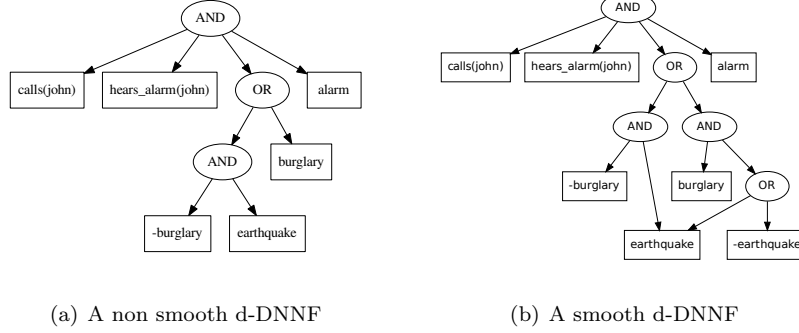 AND
calls(john) hears_alarm(john) OR alarm
AND burglary
-burglary earthquake
(a) A non smooth d-DNNF
AND
calls(john) hears_alarm(john) OR alarm
AND AND
-burglary burglary OR
earthquake -earthquake
(b) A smooth d-DNNF